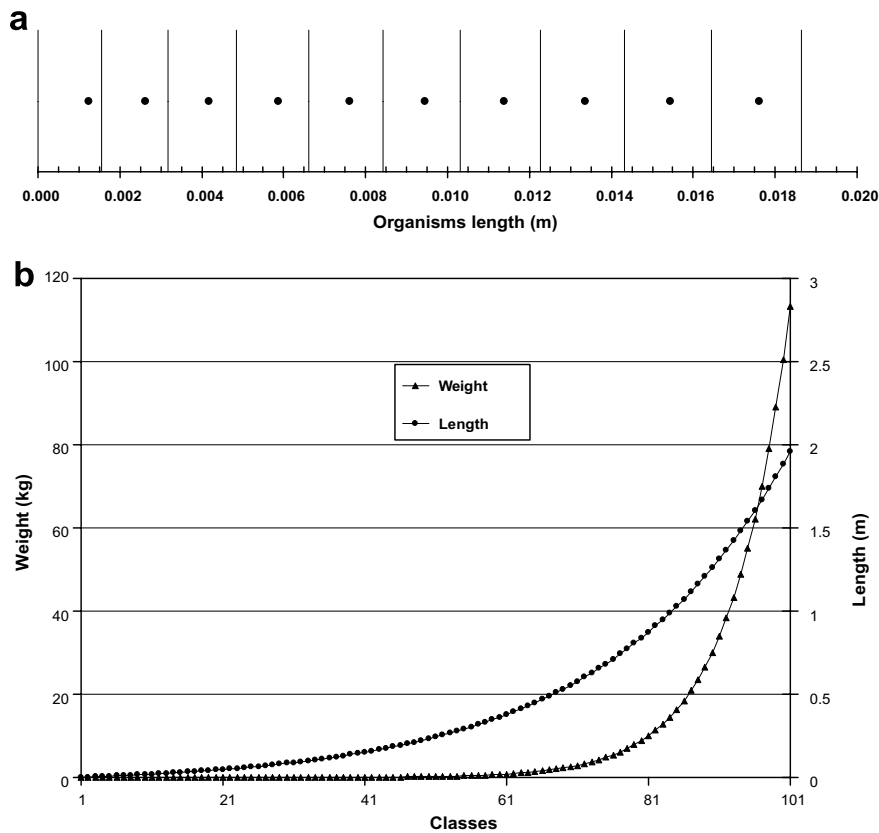 a
0.000 0.002 0.004 0.006 0.008 0.010 0.012 0.014 0.016 0.018 0.020
Organisms length (m)
b
120 3
100 2.5
Weight
Length
80 2
60 1.5
40 1
20 0.5
0 0
Weight (kg)
Length (m)
1 21 41 61 81 101
Classes